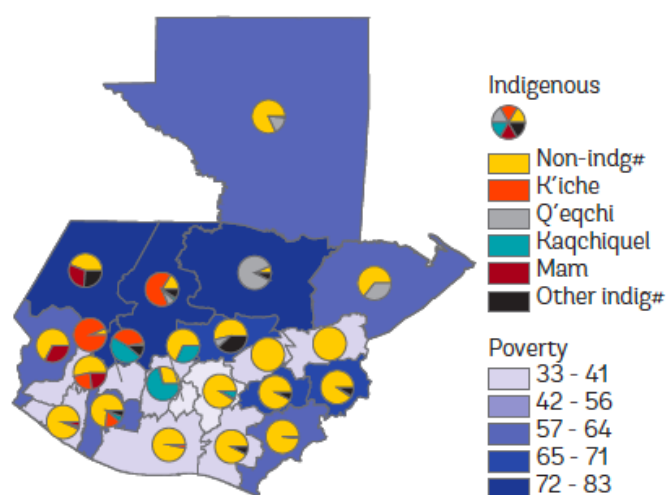 Indigenous
Non-indg#
K'iche
Q'eqchi
Kaqchiquel
Mam
Other indig#
Poverty
33 - 41
42 - 56
57 - 64
65 - 71
72 - 83